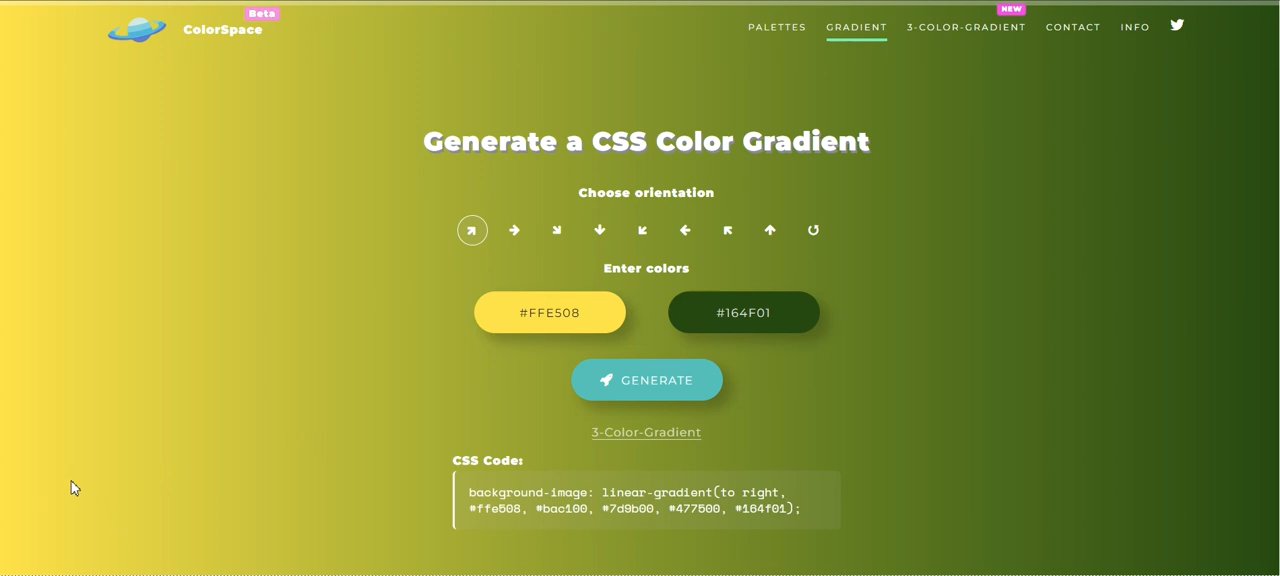 Beta
ColorSpace
NEW
PALETTES GRADIENT 3-COLOR-GRADIENT CONTACT INFO
Generate a CSS Color Gradient
Choose orientation
Enter colors
#FFE508 #164F01
GENERATE
3-Color-Gradient
CSS Code:
background-image: linear-gradient(to right,
#ffe508, #bac100, #7d9b00, #477500, #164f01);